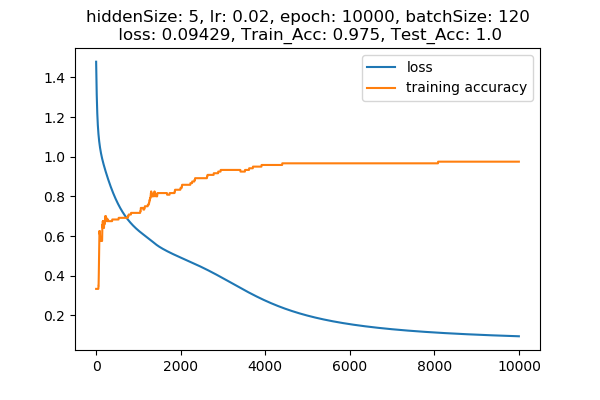 hiddenSize: 5, lr: 0.02, epoch: 10000, batchSize: 120
loss: 0.09429, Train_Acc: 0.975, Test_Acc: 1.0
loss
training accuracy
1.4
1.2
1.0
0.8
0.6
0.4
0.2
0 2000 4000 6000 8000 10000